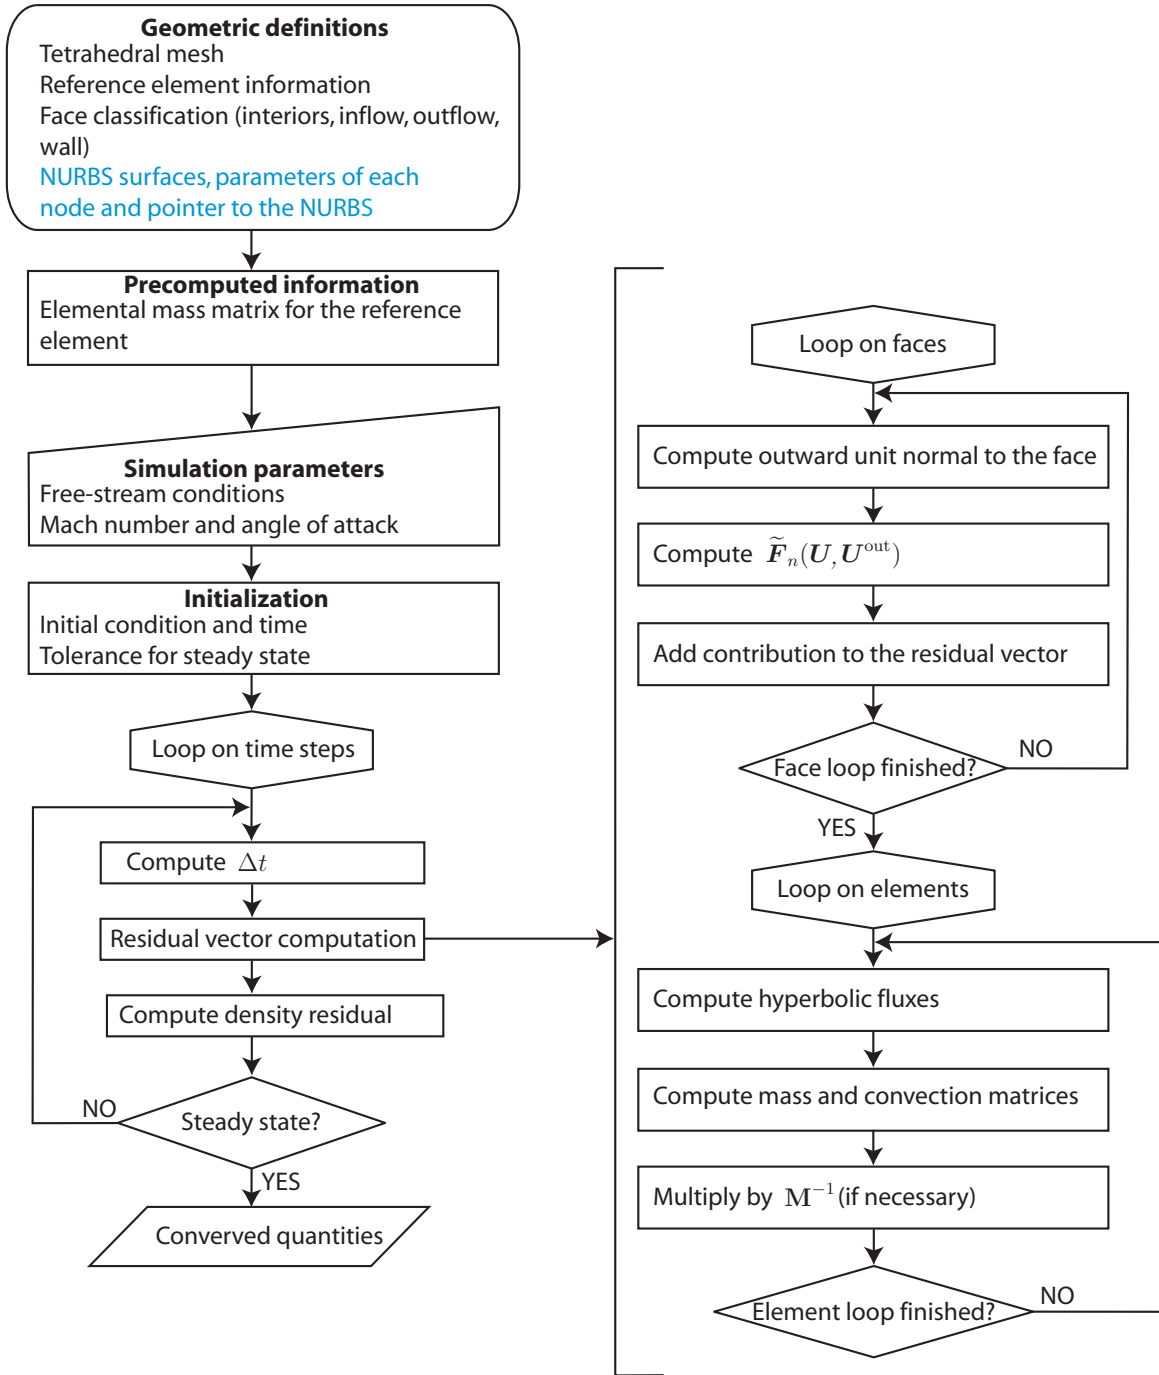 Geometric definitions
Tetrahedral mesh
Reference element information
Face classification (interiors, inflow, outflow,
wall)
NURBS surfaces, parameters of each
node and pointer to the NURBS
Precomputed information
Elemental mass matrix for the reference
element
Simulation parameters
Free-stream conditions
Mach number and angle of attack
Initialization
Initial condition and time
Tolerance for steady state
Loop on time steps
Compute Δt
Residual vector computation
Compute density residual
Steady state?
NO
YES
Converved quantities
Loop on faces
Compute outward unit normal to the face
Compute F̃ₙ(U, U^out)
Add contribution to the residual vector
Face loop finished?
NO
YES
Loop on elements
Compute hyperbolic fluxes
Compute mass and convection matrices
Multiply by M⁻¹ (if necessary)
Element loop finished?
NO